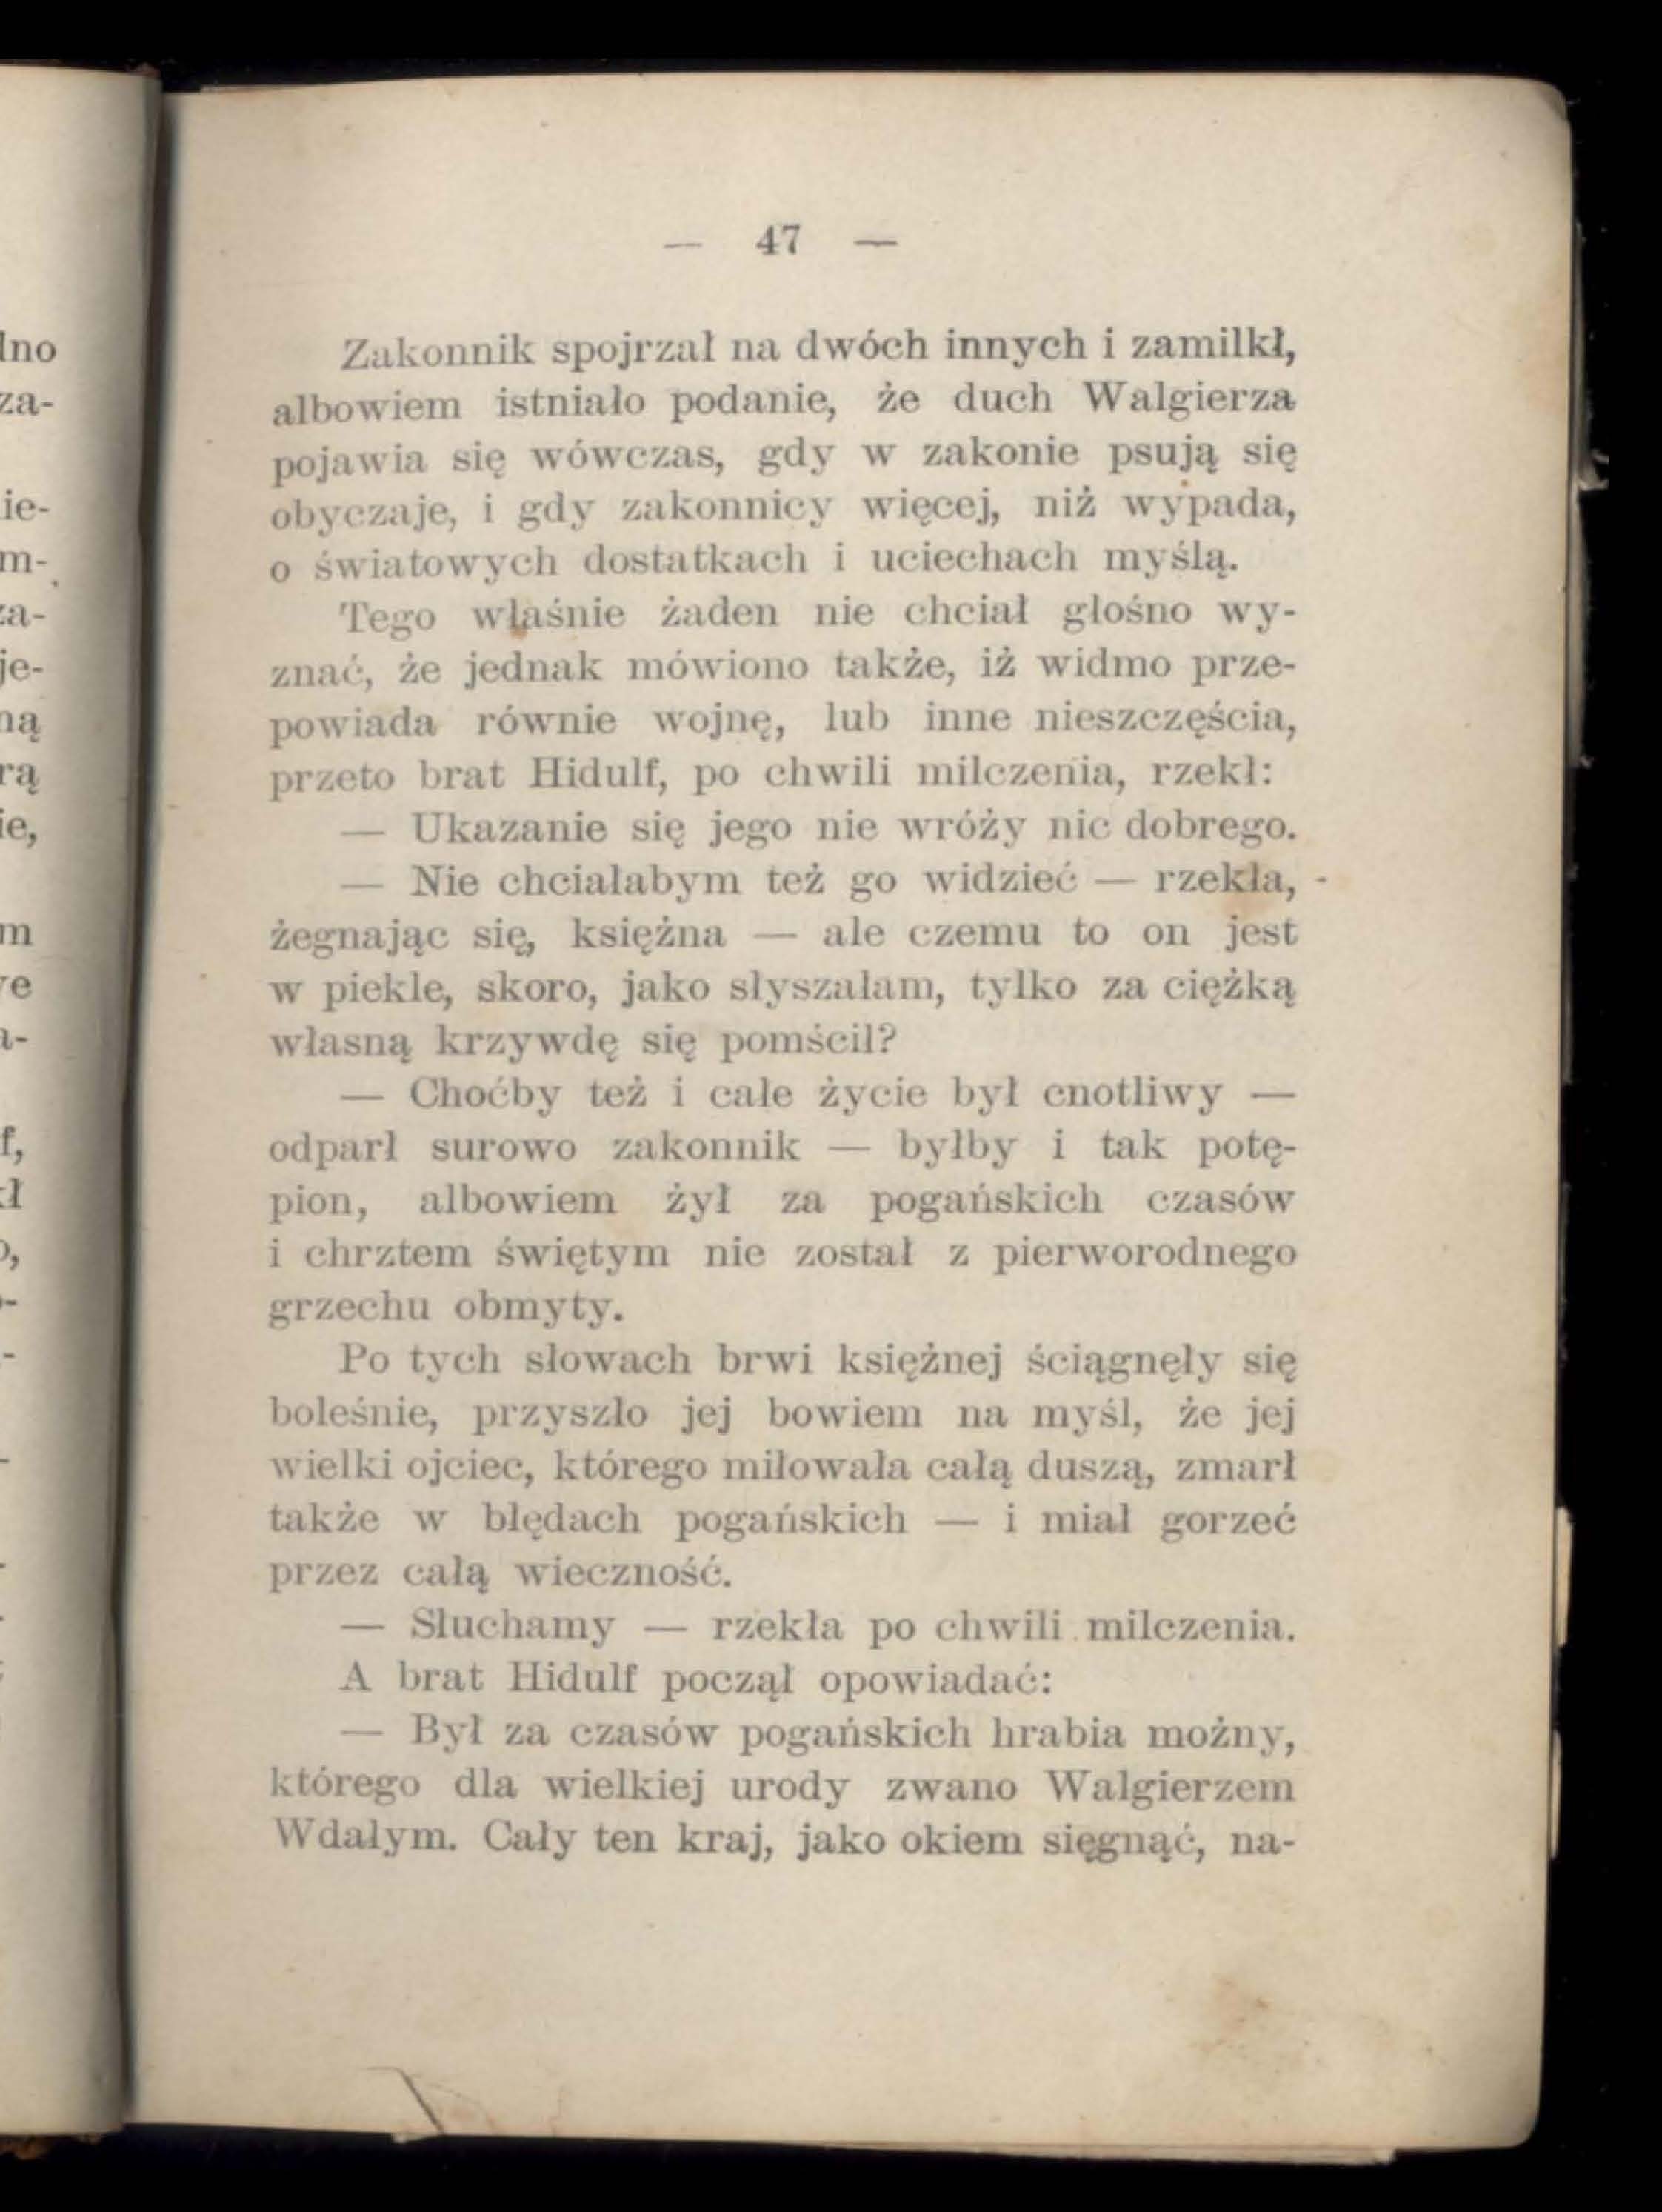 — 47 —
Zakonnik spojrzał na dwóch innych i zamilkł,
albowiem istniało podanie, że duch Walgierza
pojawia się wówczas, gdy w zakonie psują się
obyczaje, i gdy zakonnicy więcej, niż wypada,
o światowych dostatkach i uciechach myślą.
Tego właśnie żaden nie chciał głośno wy-
znać, że jednak mówiono także, iż widmo prze-
powiada równie wojnę, lub inne nieszczęścia,
przeto brat Hidulf, po chwili milczenia, rzekł:
— Ukazanie się jego nie wróży nic dobrego.
— Nie chciałabym też go widzieć — rzekła,
żegnając się, księżna — ale czemu to on jest
w piekle, skoro, jako słyszałam, tylko za ciężką
własną krzywdę się pomścił?
— Choćby też i całe życie był cnotliwy —
odparł surowo zakonnik — byłby i tak potę-
pion, albowiem żył za pogańskich czasów
i chrztem świętym nie został z pierworodnego
grzechu obmyty.
Po tych słowach brwi księżnej ściągnęły się
boleśnie, przyszło jej bowiem na myśl, że jej
wielki ojciec, którego miłowała całą duszą, zmarł
także w błędach pogańskich — i miał gorzeć
przez całą wieczność.
— Słuchamy — rzekła po chwili milczenia.
A brat Hidulf począł opowiadać:
— Był za czasów pogańskich hrabia możny,
którego dla wielkiej urody zwano Walgierzem
Wdałym. Cały ten kraj, jako okiem sięgnąć, na-